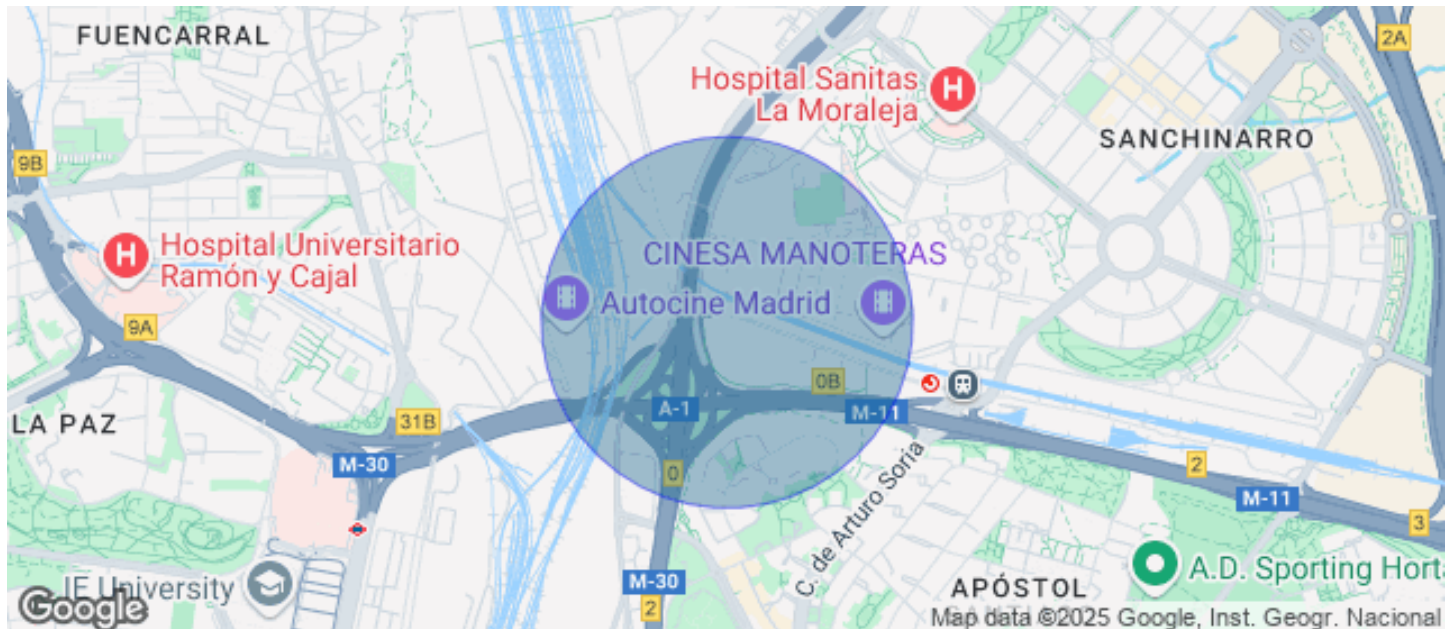 FUENCARRAL
2A
Hospital Sanitas
La Moraleja
H
SANCHINARRO
9B
H
Hospital Universitario
Ramón y Cajal
CINESA MANOTERAS
Autocine Madrid
9A
0B
A-1
M-11
LA PAZ
31B
M-30
0
2
M-11
3
C. de Arturo Soria
IE University
M-30
2
APÓSTOL
A.D. Sporting Horta
Google
Map data ©2025 Google, Inst. Geogr. Nacional